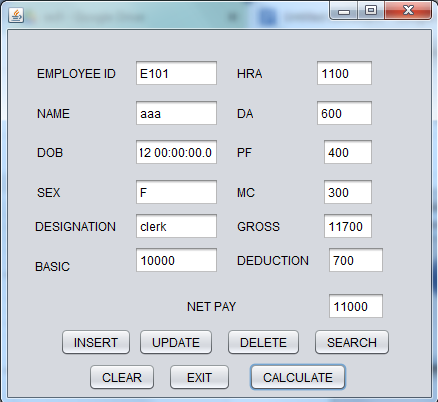 EMPLOYEE ID E101 HRA 1100
NAME aaa DA 600
DOB 12 00:00:00.0 PF 400
SEX F MC 300
DESIGNATION clerk GROSS 11700
BASIC 10000 DEDUCTION 700
NET PAY 11000
INSERT UPDATE DELETE SEARCH
CLEAR EXIT CALCULATE